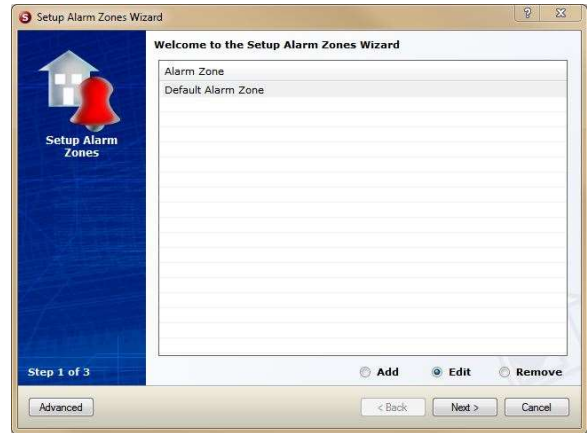 Setup Alarm Zones Wizard
Welcome to the Setup Alarm Zones Wizard
Alarm Zone
Default Alarm Zone
Setup Alarm
Zones
Step 1 of 3
Add Edit Remove
Advanced < Back Next > Cancel